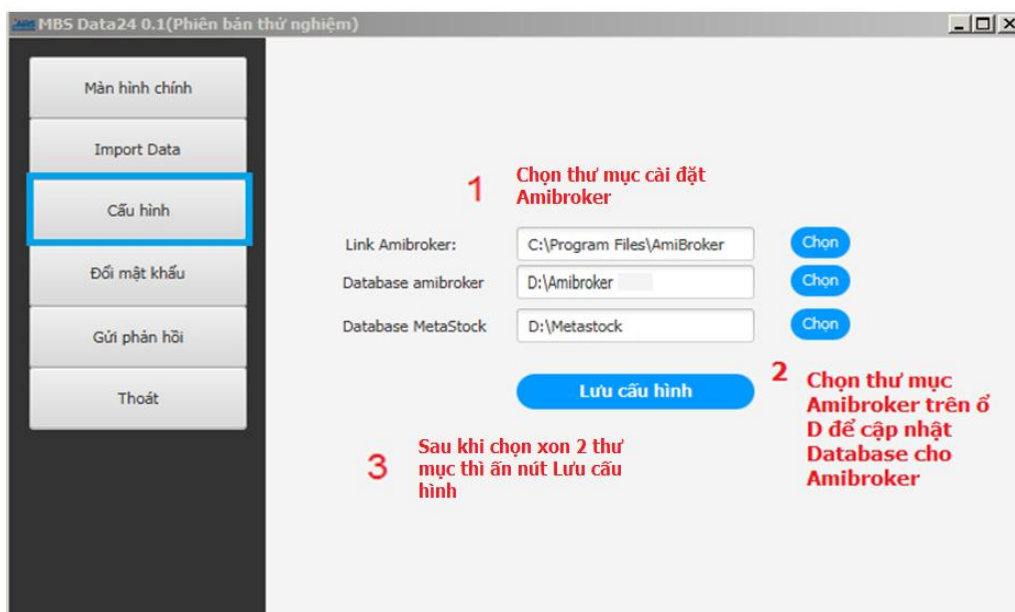 MBS Data24 0.1(Phiên bản thử nghiệm)
Màn hình chính
Import Data
Cấu hình
Đổi mật khẩu
Gửi phản hồi
Thoát
1
Chọn thư mục cài đặt
Amibroker
Link Amibroker:
C:\Program Files\AmiBroker
Chọn
Database amibroker
D:\Amibroker
Chọn
Database MetaStock
D:\Metastock
Chọn
Lưu cấu hình
2
Chọn thư mục
Amibroker trên ổ
D để cập nhật
Database cho
Amibroker
3
Sau khi chọn xon 2 thư
mục thì ấn nút Lưu cấu
hình